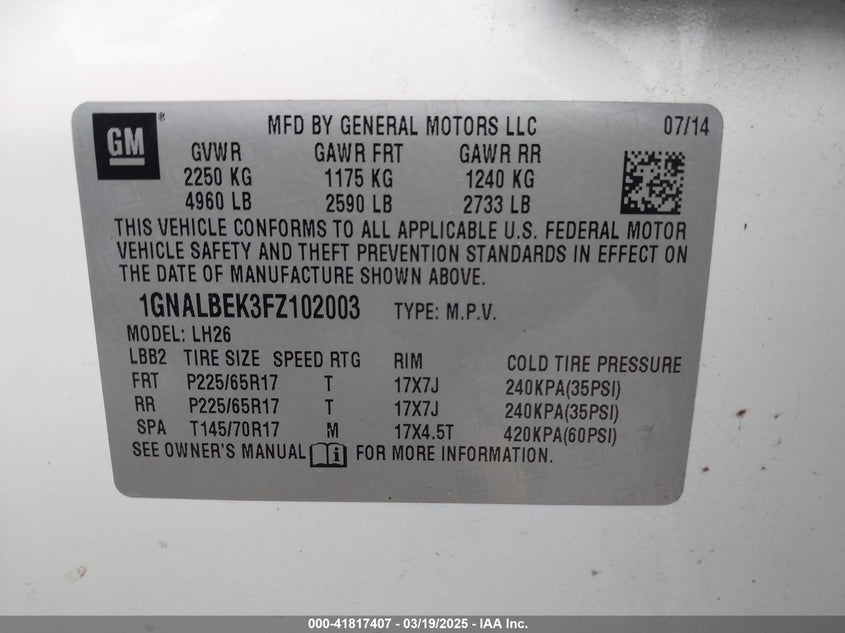 GM ® MFD BY GENERAL MOTORS LLC 07/14
GVWR GAWR FRT GAWR RR
2250 KG 1175 KG 1240 KG
4960 LB 2590 LB 2733 LB
THIS VEHICLE CONFORMS TO ALL APPLICABLE U.S. FEDERAL MOTOR
VEHICLE SAFETY AND THEFT PREVENTION STANDARDS IN EFFECT ON
THE DATE OF MANUFACTURE SHOWN ABOVE.
1GNALBEK3FZ102003 TYPE: M.P.V.
MODEL: LH26
LBB2 TIRE SIZE SPEED RTG RIM COLD TIRE PRESSURE
FRT P225/65R17 T 17X7J 240KPA(35PSI)
RR P225/65R17 T 17X7J 240KPA(35PSI)
SPA T145/70R17 M 17X4.5T 420KPA(60PSI)
SEE OWNER'S MANUAL i FOR MORE INFORMATION.
000-41817407 - 03/19/2025 - IAA Inc.